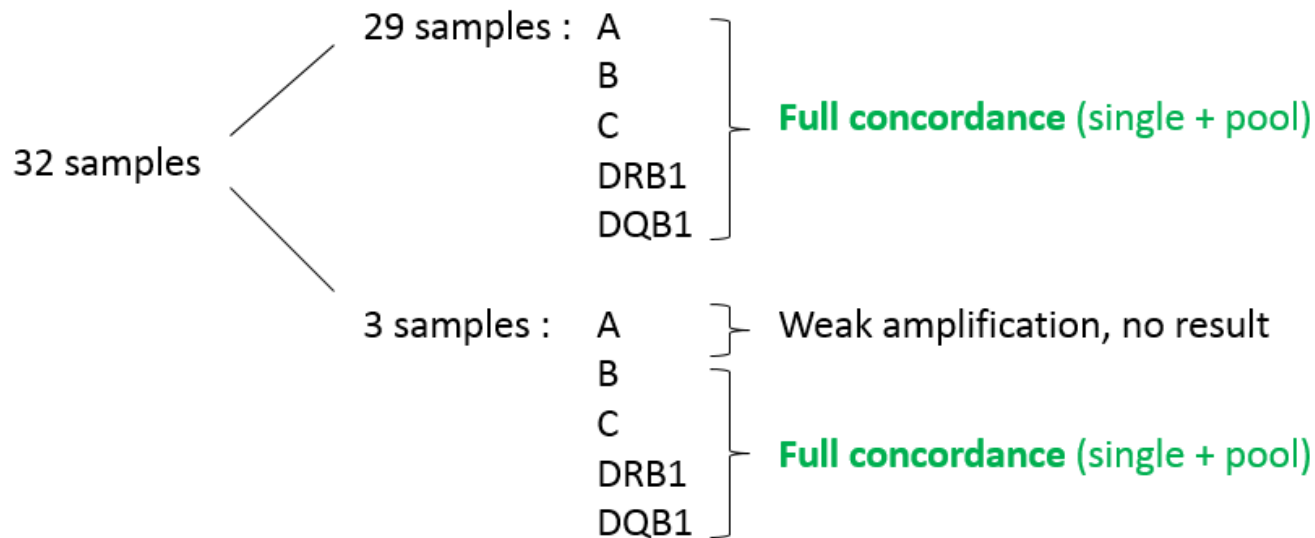 29 samples : A
B
C
DRB1
DQB1
Full concordance (single + pool)
32 samples
3 samples : A
Weak amplification, no result
B
C
DRB1
DQB1
Full concordance (single + pool)